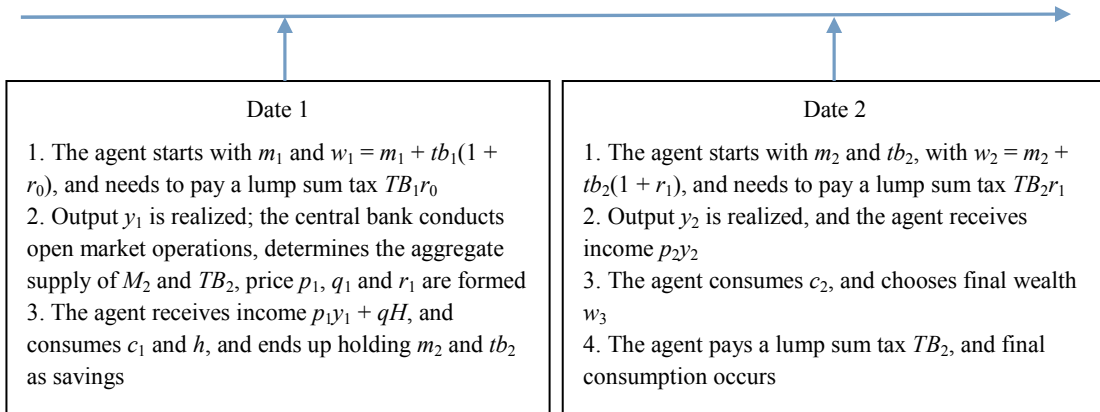 Date 1
1. The agent starts with m₁ and w₁ = m₁ + tb₁(1 +
r₀), and needs to pay a lump sum tax TB₁r₀
2. Output y₁ is realized; the central bank conducts
open market operations, determines the aggregate
supply of M₂ and TB₂, price p₁, q₁ and r₁ are formed
3. The agent receives income p₁y₁ + qH, and
consumes c₁ and h, and ends up holding m₂ and tb₂
as savings
Date 2
1. The agent starts with m₂ and tb₂, with w₂ = m₂ +
tb₂(1 + r₁), and needs to pay a lump sum tax TB₂r₁
2. Output y₂ is realized, and the agent receives
income p₂y₂
3. The agent consumes c₂, and chooses final wealth
w₃
4. The agent pays a lump sum tax TB₂, and final
consumption occurs